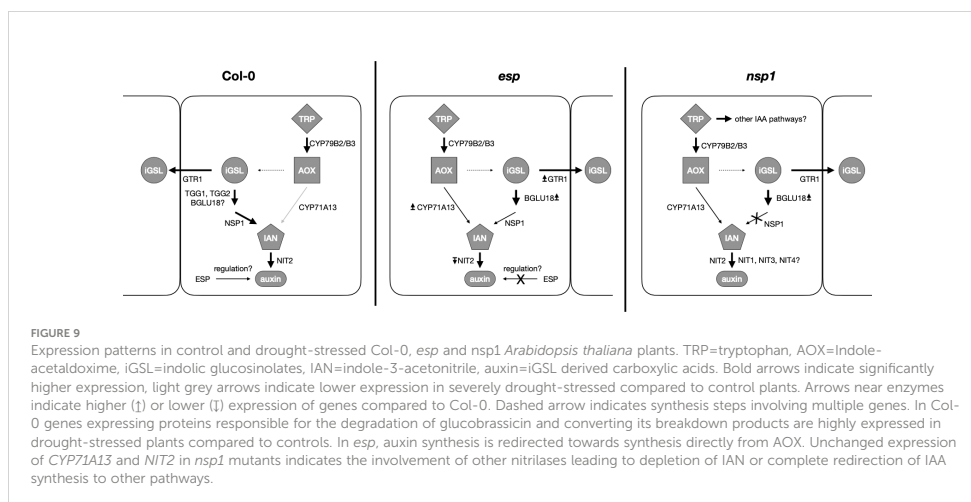 Col-0
esp
nsp1
TRP
CYP79B2/B3
iGSL
GTR1
iGSL
AOX
TGG1, TGG2
BGLU18?
CYP71A13
NSP1
IAN
NIT2
regulation?
ESP
auxin
TRP
CYP79B2/B3
AOX
iGSL
GTR1
iGSL
BGLU18
CYP71A13
NSP1
IAN
NIT2
regulation?
auxin
ESP
TRP
other IAA pathways?
CYP79B2/B3
AOX
iGSL
GTR1
iGSL
BGLU18
CYP71A13
NSP1
IAN
NIT2
NIT1, NIT3, NIT4?
auxin
FIGURE 9
Expression patterns in control and drought-stressed Col-0, esp and nsp1 Arabidopsis thaliana plants. TRP=tryptophan, AOX=Indole-
acetaldoxime, iGSL=indolic glucosinolates, IAN=indole-3-acetonitrile, auxin=iGSL derived carboxylic acids. Bold arrows indicate significantly
higher expression, light grey arrows indicate lower expression in severely drought-stressed compared to control plants. Arrows near enzymes
indicate higher (↥) or lower (↧) expression of genes compared to Col-0. Dashed arrow indicates synthesis steps involving multiple genes. In Col-
0 genes expressing proteins responsible for the degradation of glucobrassicin and converting its breakdown products are highly expressed in
drought-stressed plants compared to controls. In esp, auxin synthesis is redirected towards synthesis directly from AOX. Unchanged expression
of CYP71A13 and NIT2 in nsp1 mutants indicates the involvement of other nitrilases leading to depletion of IAN or complete redirection of IAA
synthesis to other pathways.